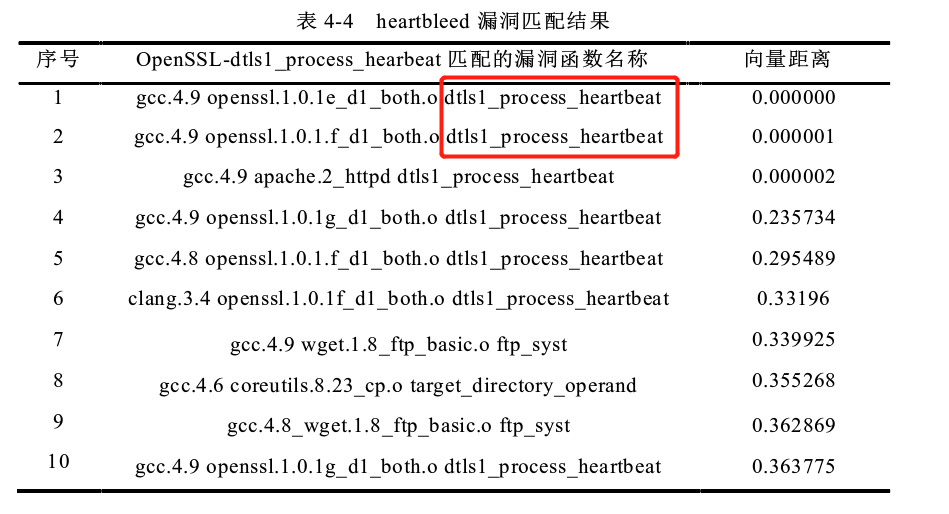 表 4-4 heartbleed 漏洞匹配结果
序号 OpenSSL-dtls1_process_hearbeat 匹配的漏洞函数名称 向量距离
1 gcc.4.9 openssl.1.0.1e_d1_both.o dtls1_process_heartbeat 0.000000
2 gcc.4.9 openssl.1.0.1.f_d1_both.o dtls1_process_heartbeat 0.000001
3 gcc.4.9 apache.2_httpd dtls1_process_heartbeat 0.000002
4 gcc.4.9 openssl.1.0.1g_d1_both.o dtls1_process_heartbeat 0.235734
5 gcc.4.8 openssl.1.0.1.f_d1_both.o dtls1_process_heartbeat 0.295489
6 clang.3.4 openssl.1.0.1f_d1_both.o dtls1_process_heartbeat 0.33196
7 gcc.4.9 wget.1.8_ftp_basic.o ftp_syst 0.339925
8 gcc.4.6 coreutils.8.23_cp.o target_directory_operand 0.355268
9 gcc.4.8_wget.1.8_ftp_basic.o ftp_syst 0.362869
10 gcc.4.9 openssl.1.0.1g_d1_both.o dtls1_process_heartbeat 0.363775